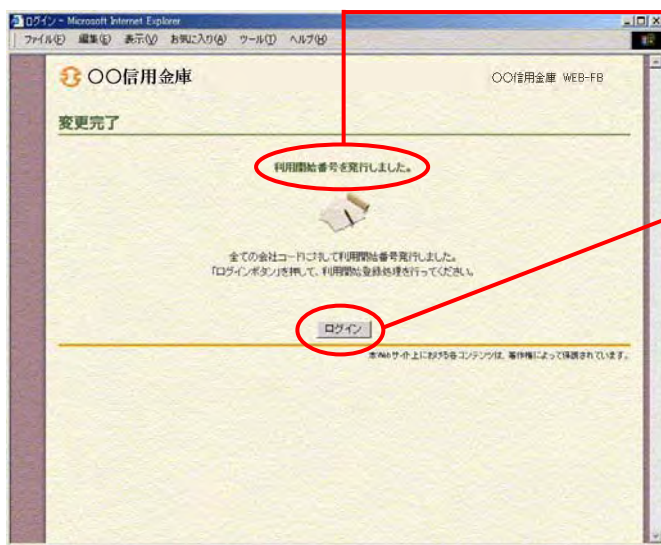 ログイン - Microsoft Internet Explorer
ファイル(F) 編集(E) 表示(V) お気に入り(A) ツール(T) ヘルプ(H)
〇〇信用金庫
〇〇信用金庫 WEB-FB
変更完了
利用開始番号を発行しました。
全ての会社コードに対して利用開始番号発行しました。
「ログインボタン」を押して、利用開始登録処理を行ってください。
ログイン
本Webサイト上における各コンテンツは、著作権によって保護されています。